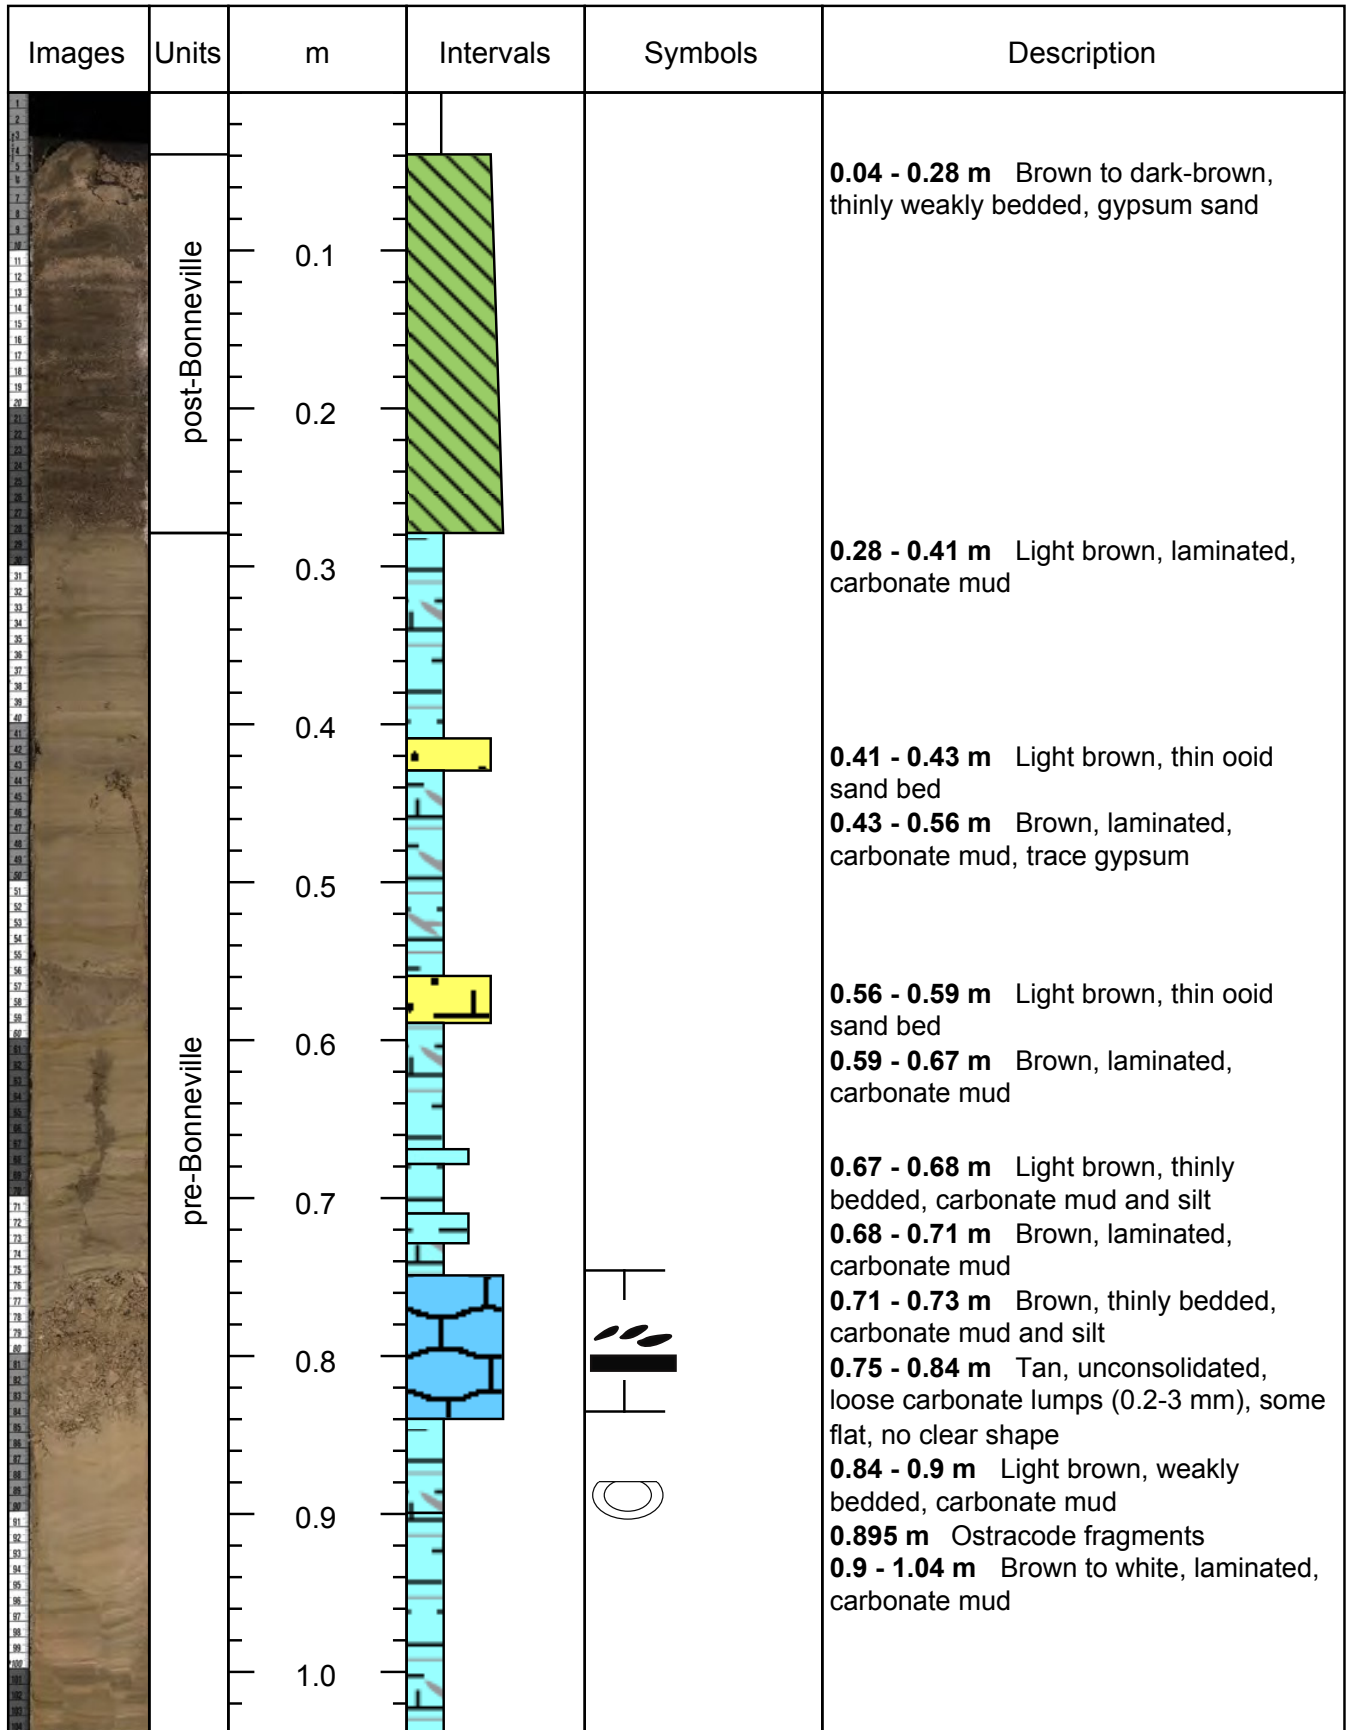 Images Units m Intervals Symbols Description
0.04 - 0.28 m Brown to dark-brown,
thinly weakly bedded, gypsum sand
post-Bonneville
0.1
0.2
0.28 - 0.41 m Light brown, laminated,
carbonate mud
0.3
0.4
0.41 - 0.43 m Light brown, thin ooid
sand bed
0.43 - 0.56 m Brown, laminated,
carbonate mud, trace gypsum
0.5
0.56 - 0.59 m Light brown, thin ooid
sand bed
0.6
0.59 - 0.67 m Brown, laminated,
carbonate mud
pre-Bonneville
0.67 - 0.68 m Light brown, thinly
bedded, carbonate mud and silt
0.7
0.68 - 0.71 m Brown, laminated,
carbonate mud
0.71 - 0.73 m Brown, thinly bedded,
carbonate mud and silt
0.8
0.75 - 0.84 m Tan, unconsolidated,
loose carbonate lumps (0.2-3 mm), some
flat, no clear shape
0.84 - 0.9 m Light brown, weakly
bedded, carbonate mud
0.9
0.895 m Ostracode fragments
0.9 - 1.04 m Brown to white, laminated,
carbonate mud
1.0